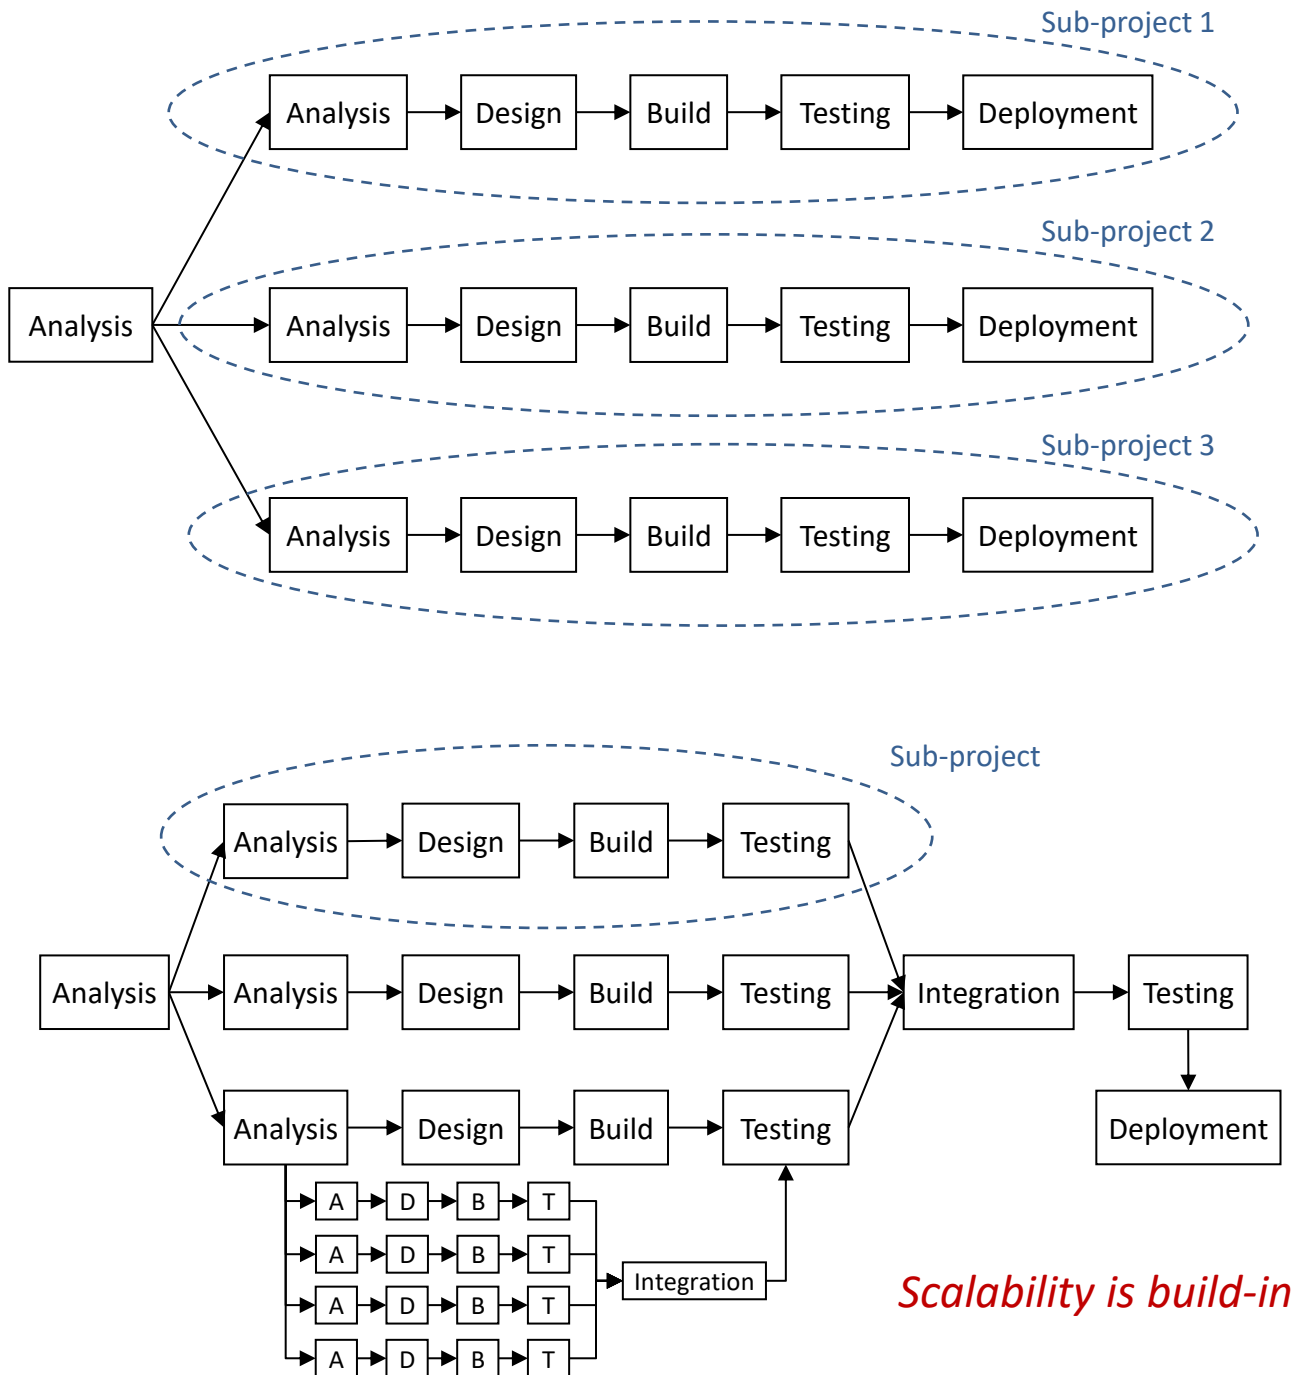 Sub-project 1
Analysis Design Build Testing Deployment
Sub-project 2
Analysis Analysis Design Build Testing Deployment
Sub-project 3
Analysis Design Build Testing Deployment
Sub-project
Analysis Design Build Testing
Analysis Analysis Design Build Testing Integration Testing
Analysis Design Build Testing Deployment
A D B T
A D B T
Integration
A D B T
Scalability is build-in
A D B T